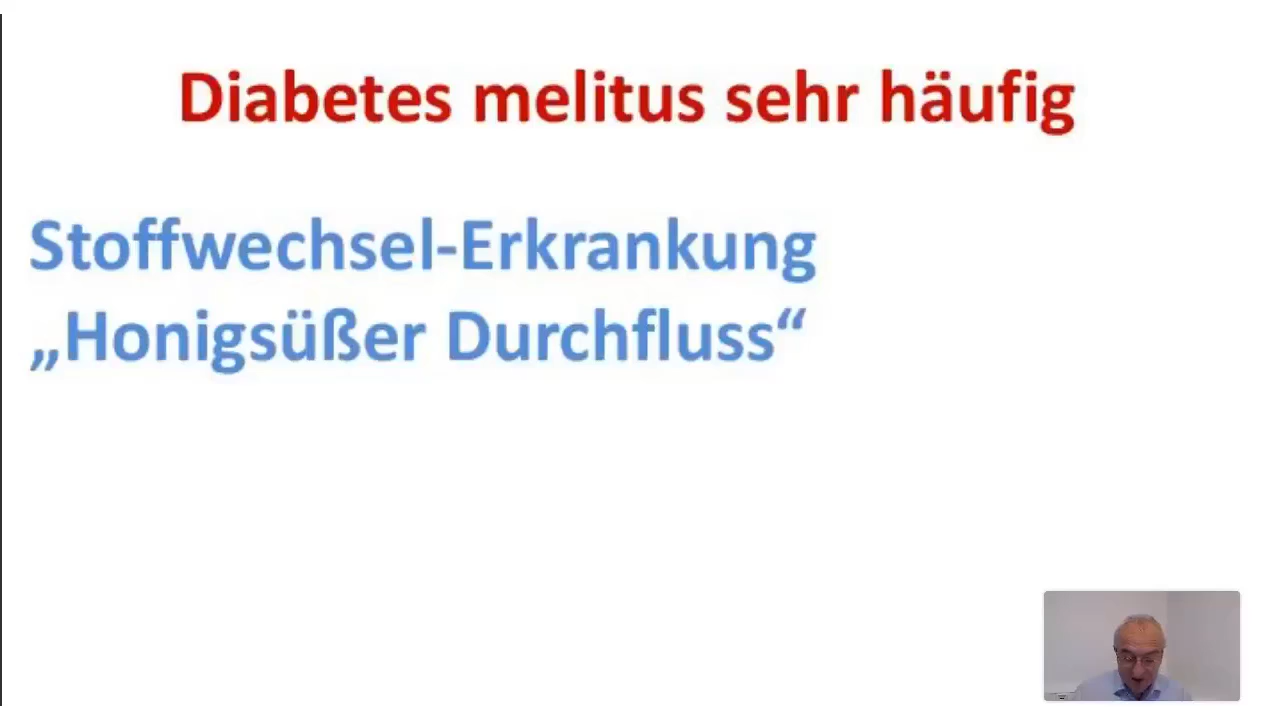 Diabetes melitus sehr häufig
Stoffwechsel-Erkrankung
„Honigsüßer Durchfluss“